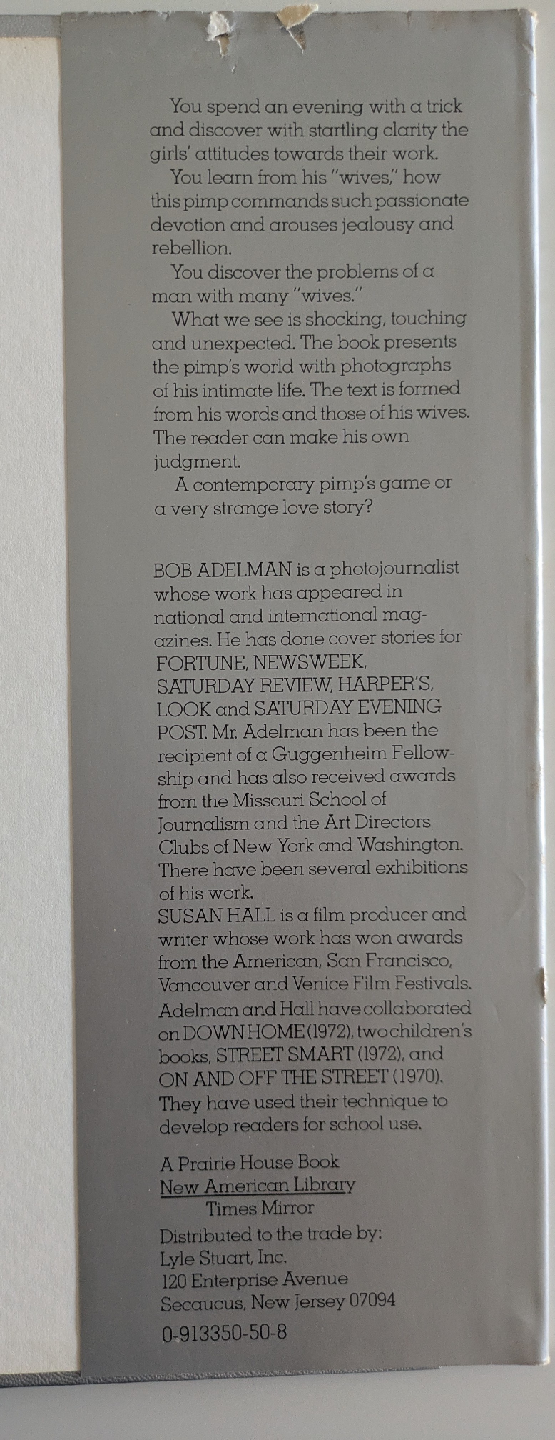 You spend an evening with a trick
and discover with startling clarity the
girls' attitudes towards their work.
You learn from his "wives," how
this pimp commands such passionate
devotion and arouses jealousy and
rebellion.
You discover the problems of a
man with many "wives."
What we see is shocking, touching
and unexpected. The book presents
the pimp's world with photographs
of his intimate life. The text is formed
from his words and those of his wives.
The reader can make his own
judgment.
A contemporary pimp's game or
a very strange love story?
BOB ADELMAN is a photojournalist
whose work has appeared in
national and international mag-
azines. He has done cover stories for
FORTUNE, NEWSWEEK,
SATURDAY REVIEW, HARPER'S,
LOOK and SATURDAY EVENING
POST. Mr. Adelman has been the
recipient of a Guggenheim Fellow-
ship and has also received awards
from the Missouri School of
Journalism and the Art Directors
Clubs of New York and Washington.
There have been several exhibitions
of his work.
SUSAN HALL is a film producer and
writer whose work has won awards
from the American, San Francisco,
Vancouver and Venice Film Festivals.
Adelman and Hall have collaborated
on DOWN HOME (1972), two children's
books, STREET SMART (1972), and
ON AND OFF THE STREET (1970).
They have used their technique to
develop readers for school use.
A Prairie House Book
New American Library
Times Mirror
Distributed to the trade by:
Lyle Stuart, Inc.
120 Enterprise Avenue
Secaucus, New Jersey 07094
0-913350-50-8